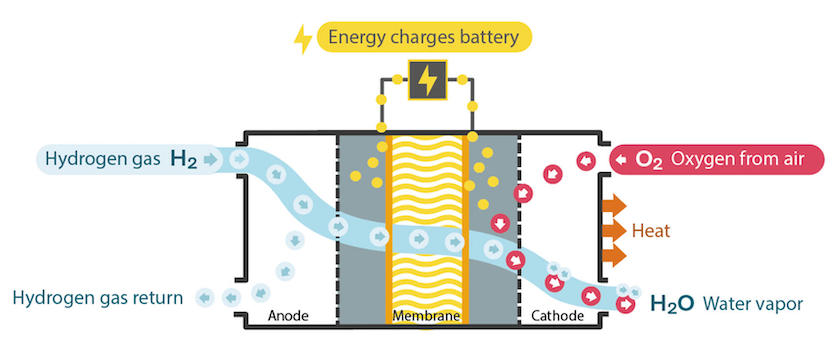 Energy charges battery
Hydrogen gas H2
O2 Oxygen from air
Heat
Hydrogen gas return
H2O Water vapor
Anode
Membrane
Cathode